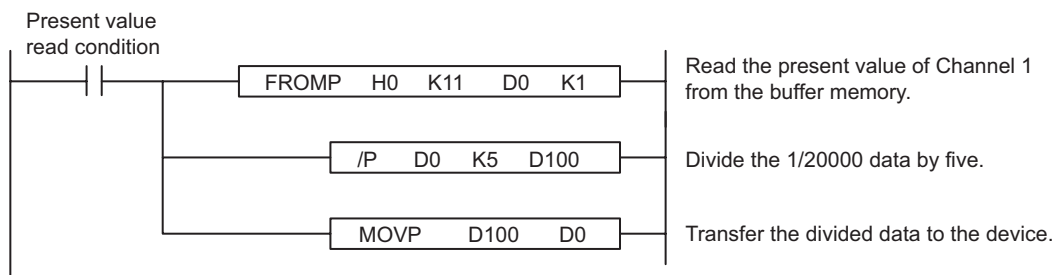 Present value
read condition
FROMP H0 K11 D0 K1
Read the present value of Channel 1
from the buffer memory.
/P D0 K5 D100
Divide the 1/20000 data by five.
MOVP D100 D0
Transfer the divided data to the device.